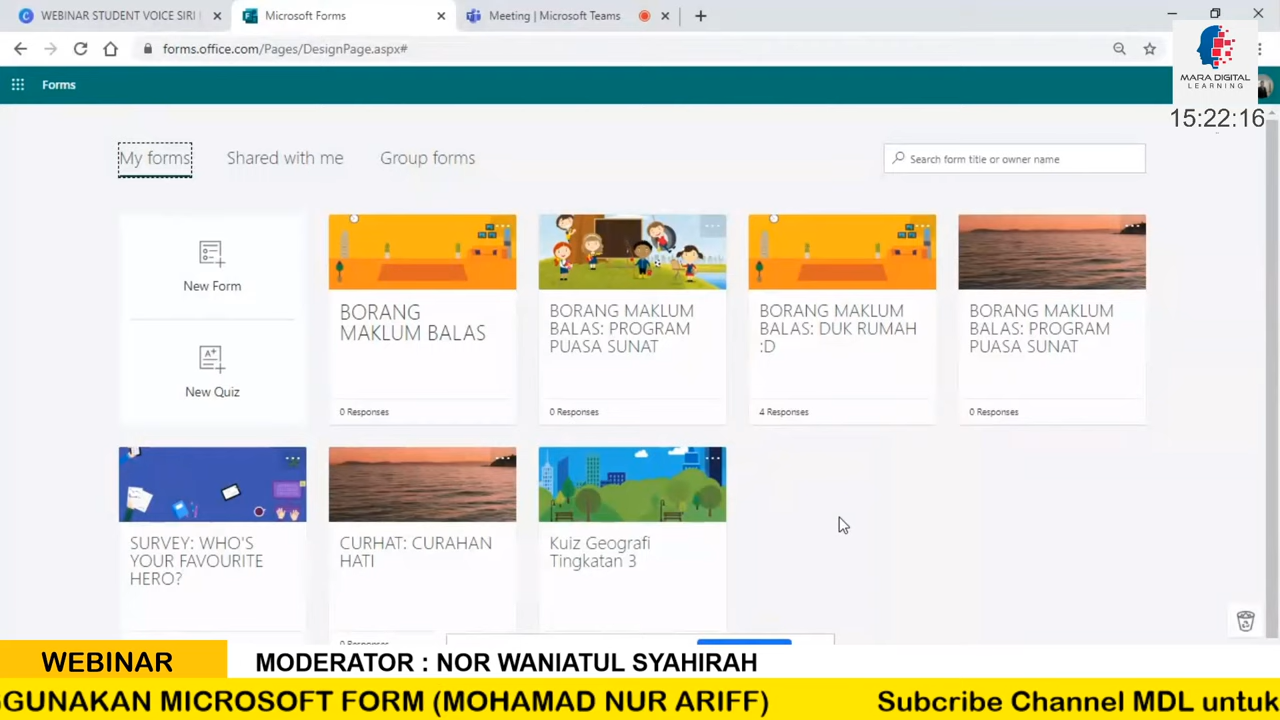 WEBINAR STUDENT VOICE SIRI
Microsoft Forms
Meeting | Microsoft Teams
forms.office.com/Pages/DesignPage.aspx#
MARA DIGITAL
LEARNING
15:22:16
Forms
My forms
Shared with me
Group forms
Search form title or owner name
New Form
New Quiz
BORANG
MAKLUM BALAS
0 Responses
BORANG MAKLUM
BALAS: PROGRAM
PUASA SUNAT
0 Responses
BORANG MAKLUM
BALAS: DUK RUMAH
:D
4 Responses
BORANG MAKLUM
BALAS: PROGRAM
PUASA SUNAT
0 Responses
SURVEY: WHO'S
YOUR FAVOURITE
HERO?
CURHAT: CURAHAN
HATI
0 Responses
Kuiz Geografi
Tingkatan 3
WEBINAR
MODERATOR : NOR WANIATUL SYAHIRAH
GUNAKAN MICROSOFT FORM (MOHAMAD NUR ARIFF)
Subcribe Channel MDL untuk